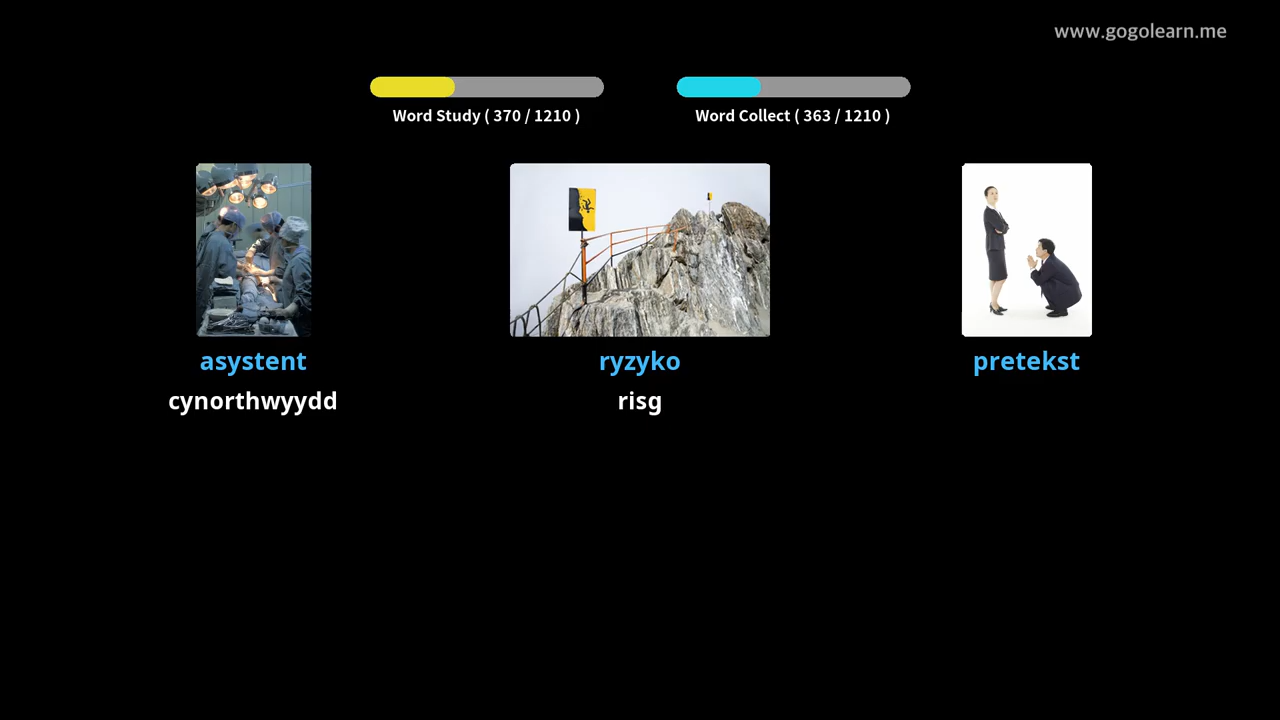 www.gogolearn.me
Word Study ( 370 / 1210 )
Word Collect ( 363 / 1210 )
asystent
ryzyko
pretekst
cynorthwyydd
risg